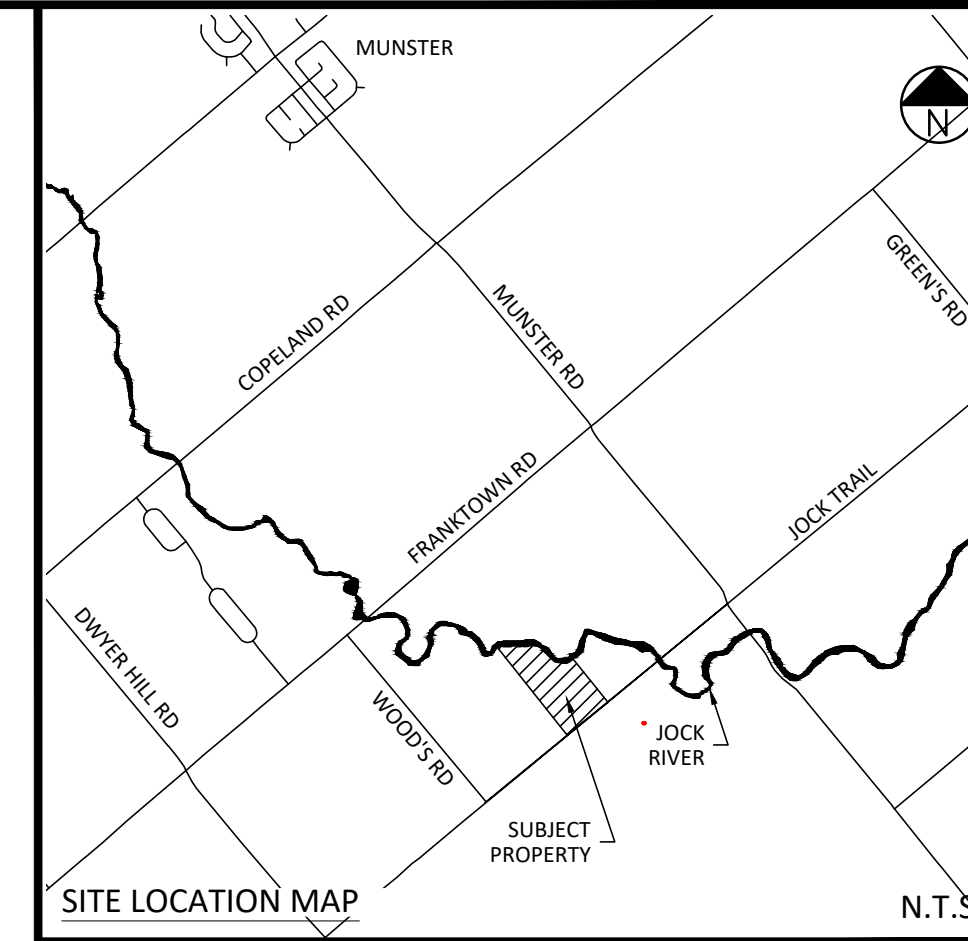 MUNSTER
N
GREEN'S RD
MUNSTER RD
COPELAND RD
FRANKTOWN RD
JOCK TRAIL
DWYER HILL RD
WOOD'S RD
JOCK
RIVER
SUBJECT
PROPERTY
SITE LOCATION MAP
N.T.S